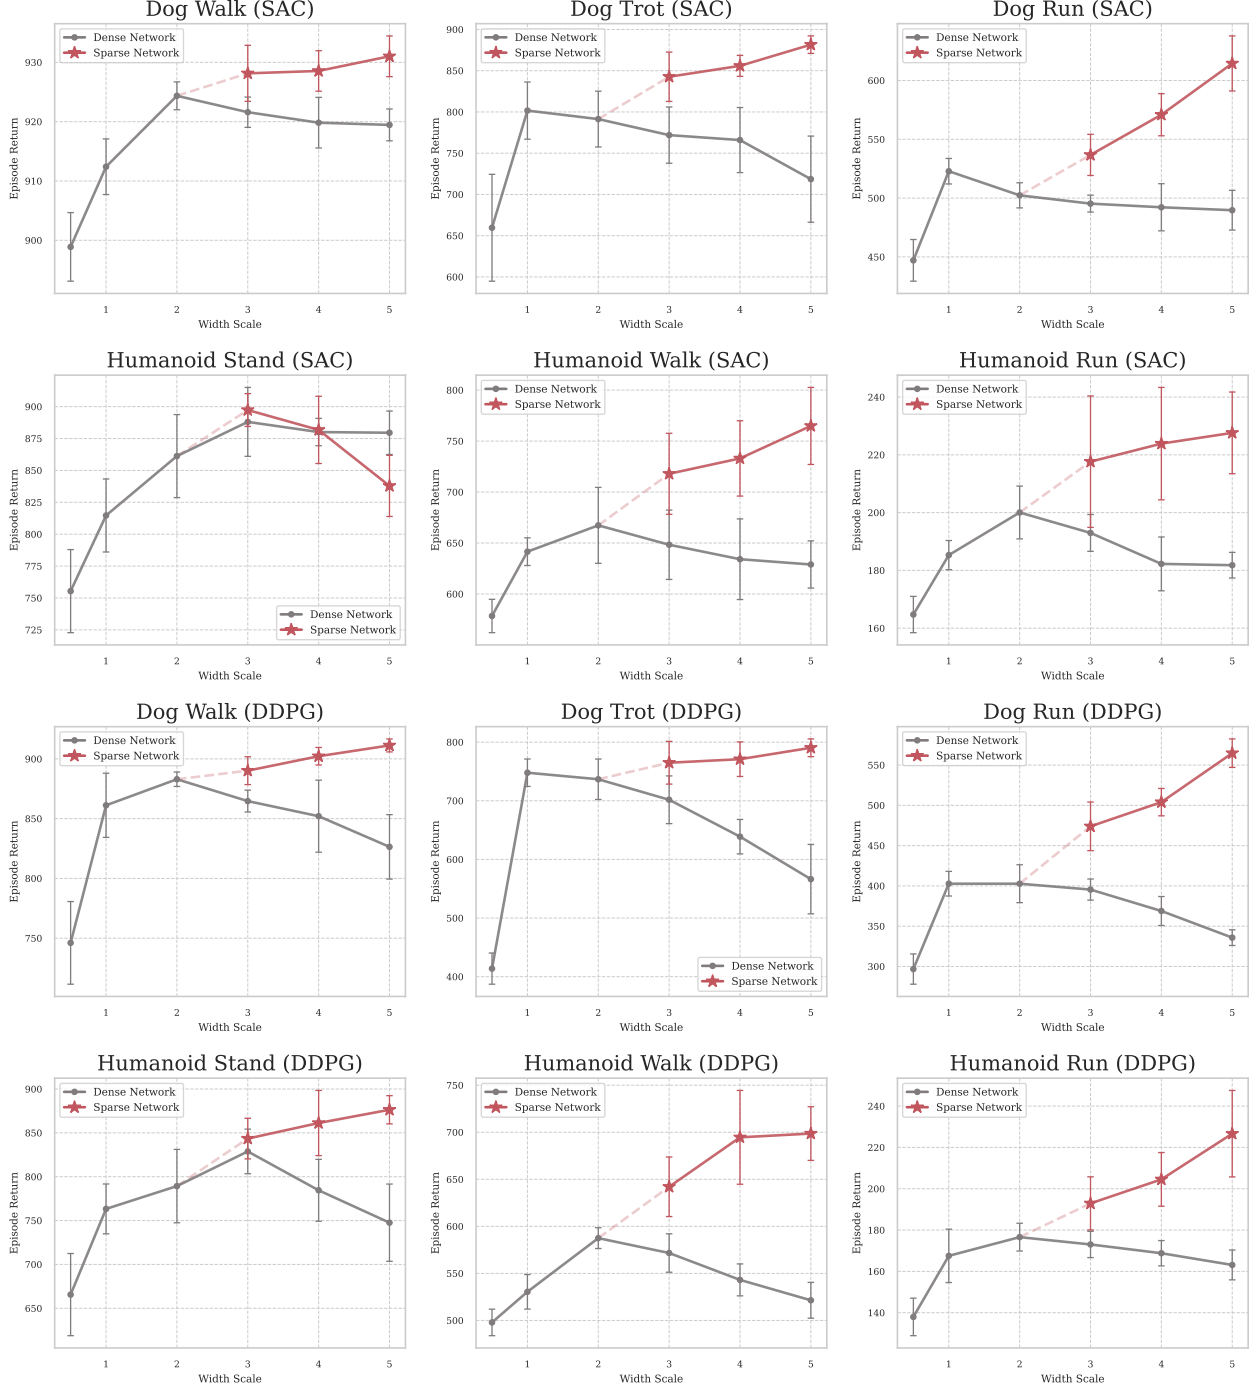 Dog Walk (SAC)
Dense Network
Sparse Network
Episode Return
930
920
910
900
1 2 3 4 5
Width Scale
Dog Trot (SAC)
Dense Network
Sparse Network
Episode Return
900
850
800
750
700
650
600
1 2 3 4 5
Width Scale
Dog Run (SAC)
Dense Network
Sparse Network
Episode Return
600
550
500
450
1 2 3 4 5
Width Scale
Humanoid Stand (SAC)
Episode Return
900
875
850
825
800
775
750
725
Dense Network
Sparse Network
1 2 3 4 5
Width Scale
Humanoid Walk (SAC)
Dense Network
Sparse Network
Episode Return
800
750
700
650
600
1 2 3 4 5
Width Scale
Humanoid Run (SAC)
Dense Network
Sparse Network
Episode Return
240
220
200
180
160
1 2 3 4 5
Width Scale
Dog Walk (DDPG)
Dense Network
Sparse Network
Episode Return
900
850
800
750
1 2 3 4 5
Width Scale
Dog Trot (DDPG)
Episode Return
800
700
600
500
400
Dense Network
Sparse Network
1 2 3 4 5
Width Scale
Dog Run (DDPG)
Dense Network
Sparse Network
Episode Return
550
500
450
400
350
300
1 2 3 4 5
Width Scale
Humanoid Stand (DDPG)
Dense Network
Sparse Network
Episode Return
900
850
800
750
700
650
1 2 3 4 5
Width Scale
Humanoid Walk (DDPG)
Dense Network
Sparse Network
Episode Return
750
700
650
600
550
500
1 2 3 4 5
Width Scale
Humanoid Run (DDPG)
Dense Network
Sparse Network
Episode Return
240
220
200
180
160
140
1 2 3 4 5
Width Scale